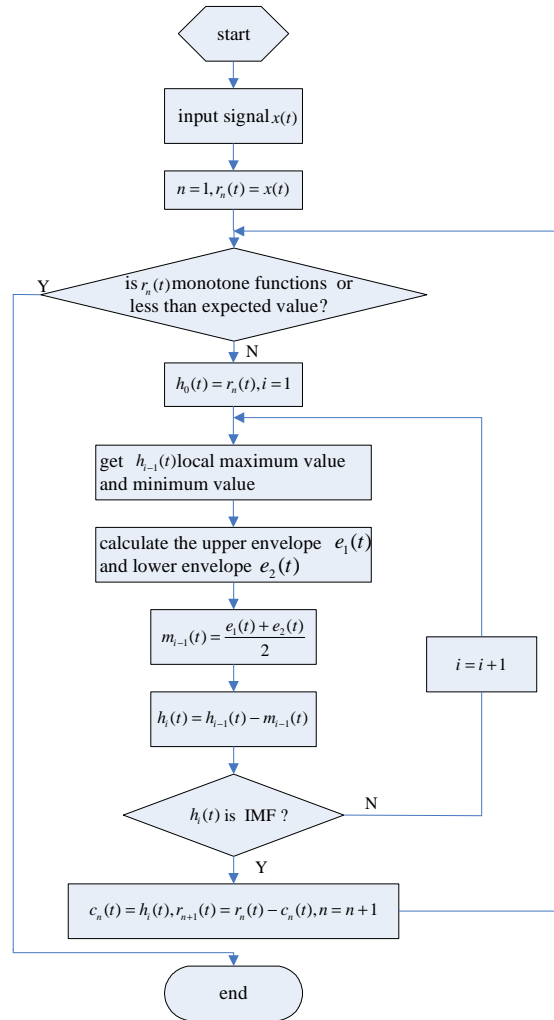 start
input signal x(t)
n = 1, r_n(t) = x(t)
is r_n(t) monotone functions or
less than expected value?
Y
N
h_0(t) = r_n(t), i = 1
get h_{i-1}(t) local maximum value
and minimum value
calculate the upper envelope e_1(t)
and lower envelope e_2(t)
m_{i-1}(t) = \frac{e_1(t) + e_2(t)}{2}
i = i + 1
h_i(t) = h_{i-1}(t) - m_{i-1}(t)
h_i(t) is IMF ?
N
Y
c_n(t) = h_i(t), r_{n+1}(t) = r_n(t) - c_n(t), n = n + 1
end